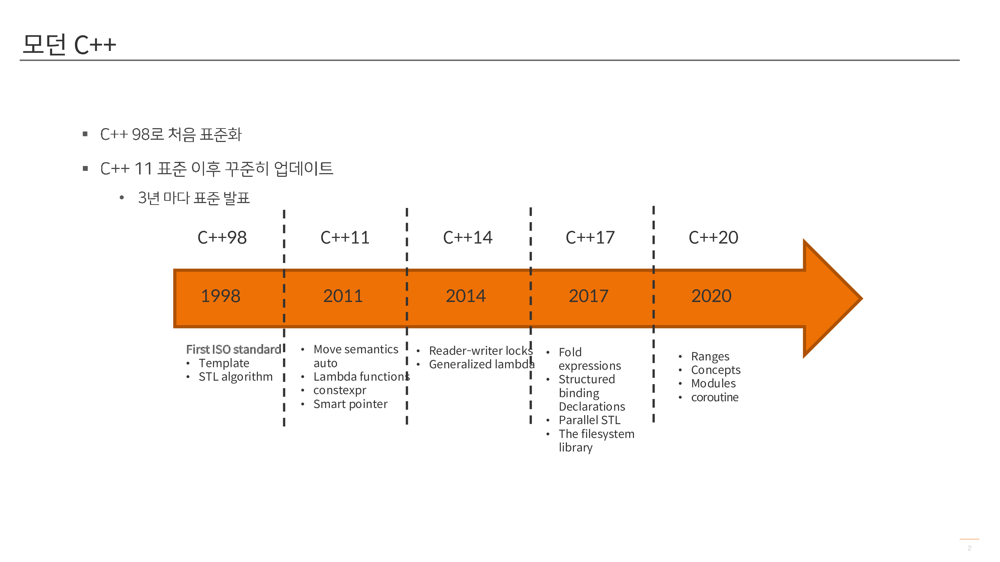 모던 C++
▪ C++ 98로 처음 표준화
▪ C++ 11 표준 이후 꾸준히 업데이트
• 3년 마다 표준 발표
C++98
C++11
C++14
C++17
C++20
1998
2011
2014
2017
2020
First ISO standard
• Template
• STL algorithm
• Move semantics
auto
• Lambda functions
• constexpr
• Smart pointer
• Reader-writer locks
• Generalized lambda
• Fold
expressions
• Structured
binding
Declarations
• Parallel STL
• The filesystem
library
• Ranges
• Concepts
• Modules
• coroutine
2